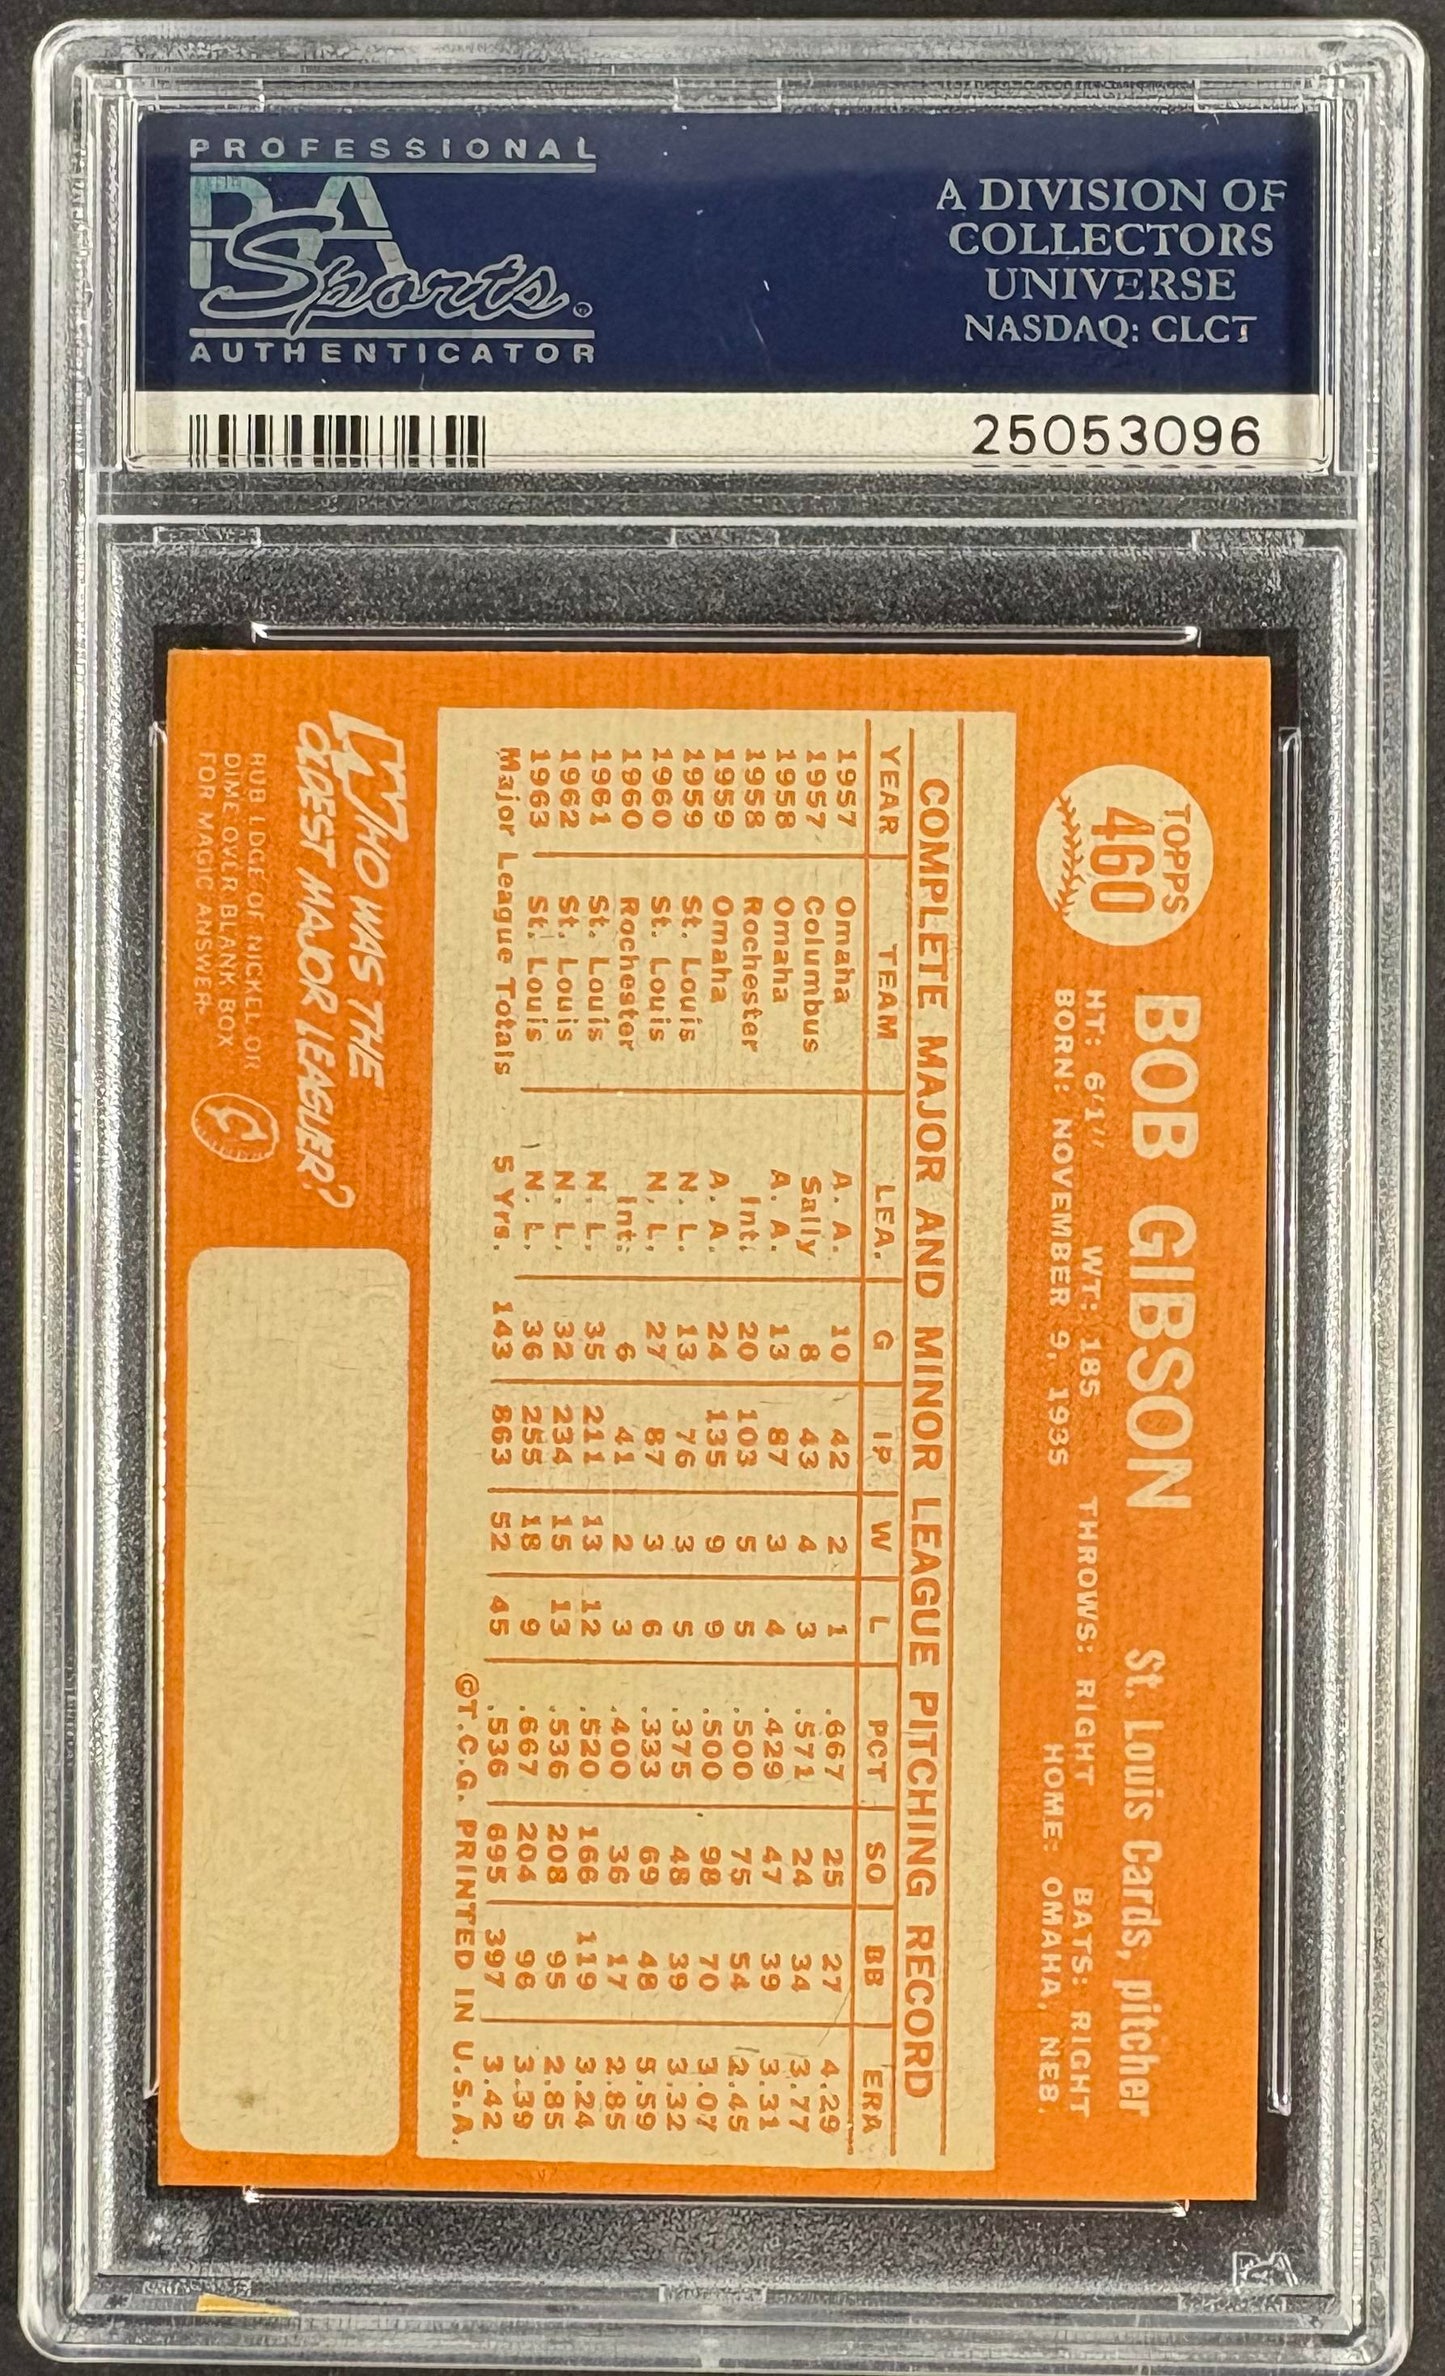 PROFESSIONAL
PSA
Sports®
AUTHENTICATOR
A DIVISION OF
COLLECTORS
UNIVERSE
NASDAQ: CLCT
25053096
TOPPS
460
BOB GIBSON St. Louis Cards, pitcher
HT: 6'1" WT: 185 THROWS: RIGHT BATS: RIGHT
BORN: NOVEMBER 9, 1935 HOME: OMAHA, NEB.
COMPLETE MAJOR AND MINOR LEAGUE PITCHING RECORD
YEAR TEAM LEA. G IP W L PCT SO BB ERA
1957 Omaha A. A. 10 42 2 1 .667 25 27 4.29
1957 Columbus Sally 8 43 4 3 .571 24 34 3.77
1958 Omaha A. A. 13 87 3 4 .429 47 39 3.31
1958 Rochester Int. 20 103 5 5 .500 75 54 2.45
1959 Omaha A. A. 24 135 9 9 .500 98 70 3.07
1959 St. Louis N. L. 13 76 3 5 .375 48 39 3.32
1960 St. Louis N. L. 27 87 3 6 .333 69 48 5.59
1960 Rochester Int. 6 41 2 3 .400 36 17 2.85
1961 St. Louis N. L. 35 211 13 12 .520 166 119 3.24
1962 St. Louis N. L. 32 234 15 13 .536 208 95 2.85
1963 St. Louis N. L. 36 255 18 9 .667 204 96 3.39
Major League Totals 5 Yrs. 143 863 52 45 .536 695 397 3.42
©T.C.G. PRINTED IN U.S.A.
WHO WAS THE
OLDEST MAJOR LEAGUER?
RUB EDGE OF NICKEL OR
DIME OVER BLANK BOX
FOR MAGIC ANSWER
PSA